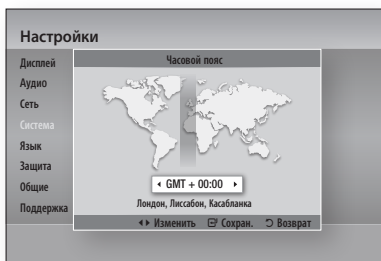 Настройки
Дисплей
Аудио
Сеть
Система
Язык
Защита
Общие
Поддержка
Часовой пояс
GMT + 00:00
Лондон, Лиссабон, Касабланка
Изменить Сохран. Возврат